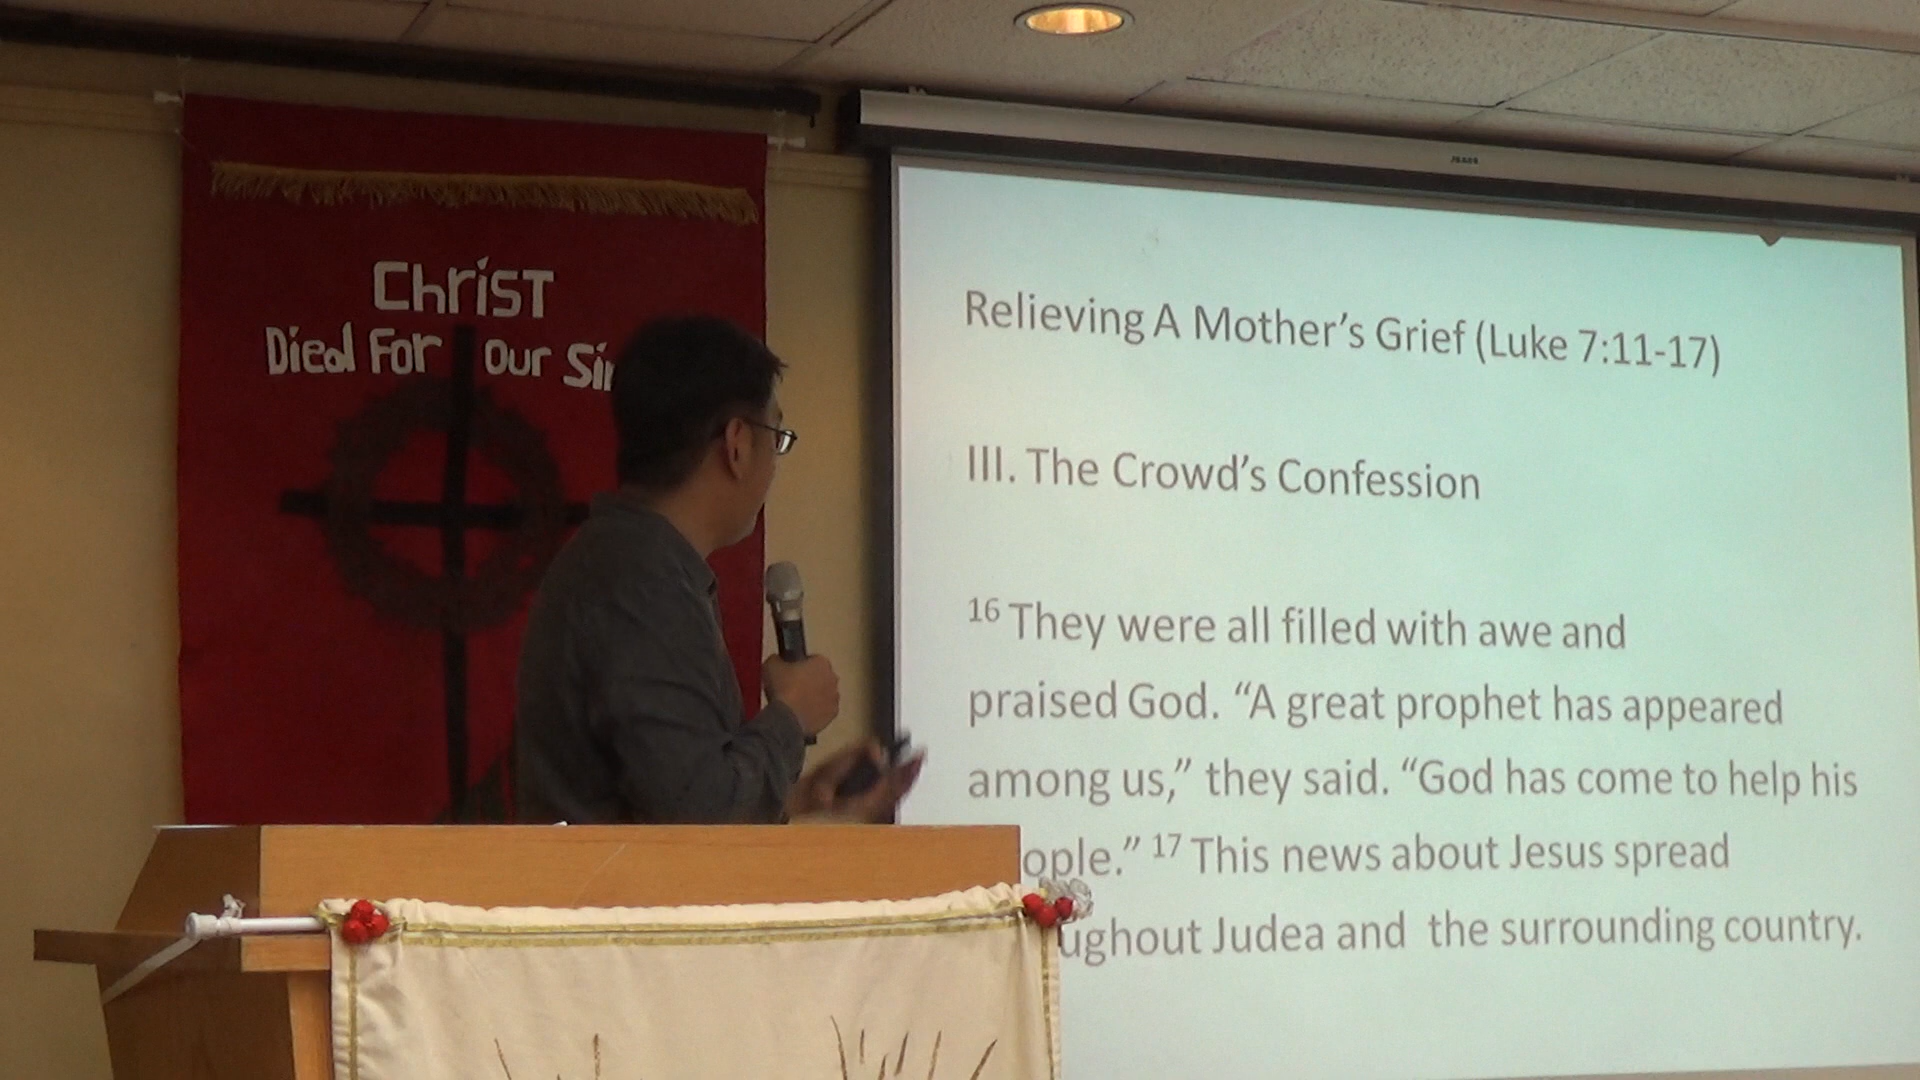 Christ
Died For our Sin
Relieving A Mother’s Grief (Luke 7:11-17)
III. The Crowd’s Confession
16 They were all filled with awe and
praised God. “A great prophet has appeared
among us,” they said. “God has come to help his
ople.” 17 This news about Jesus spread
ughout Judea and the surrounding country.